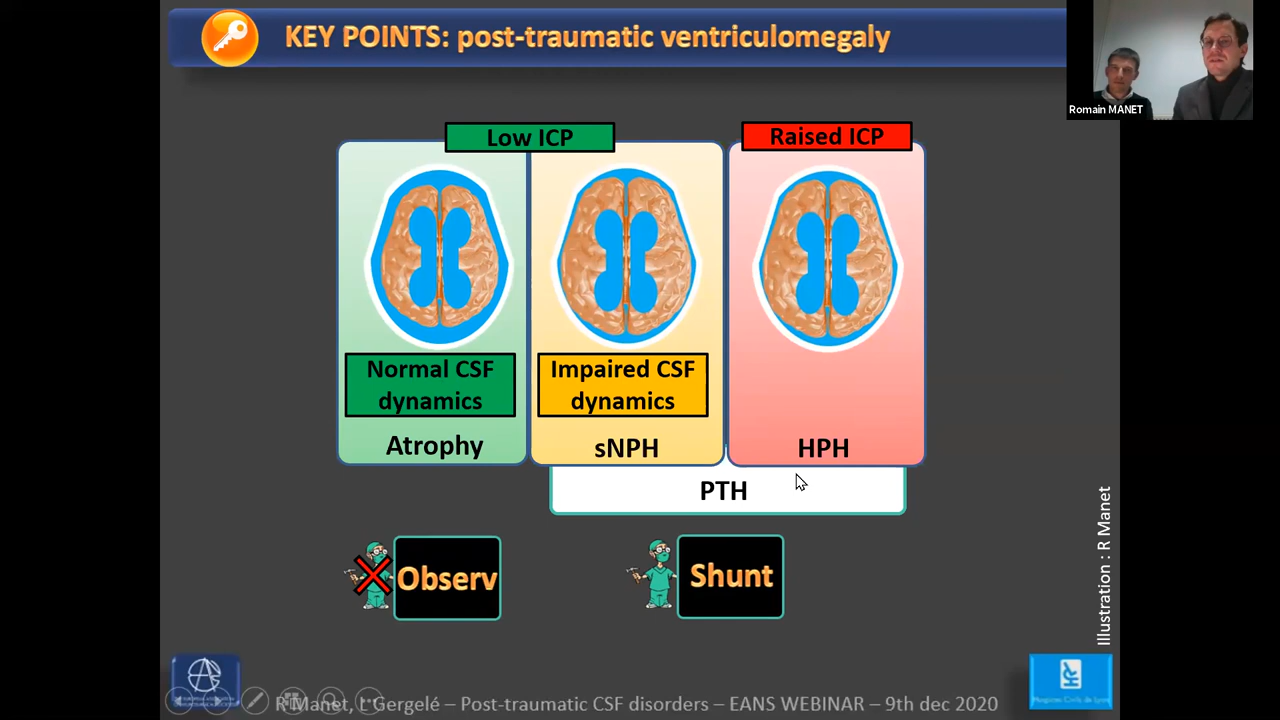 KEY POINTS: post-traumatic ventriculomegaly
Romain MANET
Low ICP
Raised ICP
Normal CSF
dynamics
Impaired CSF
dynamics
Atrophy
sNPH
HPH
PTH
Observ
Shunt
Illustration : R Manet
R Manet, L Gergelé – Post-traumatic CSF disorders – EANS WEBINAR – 9th dec 2020